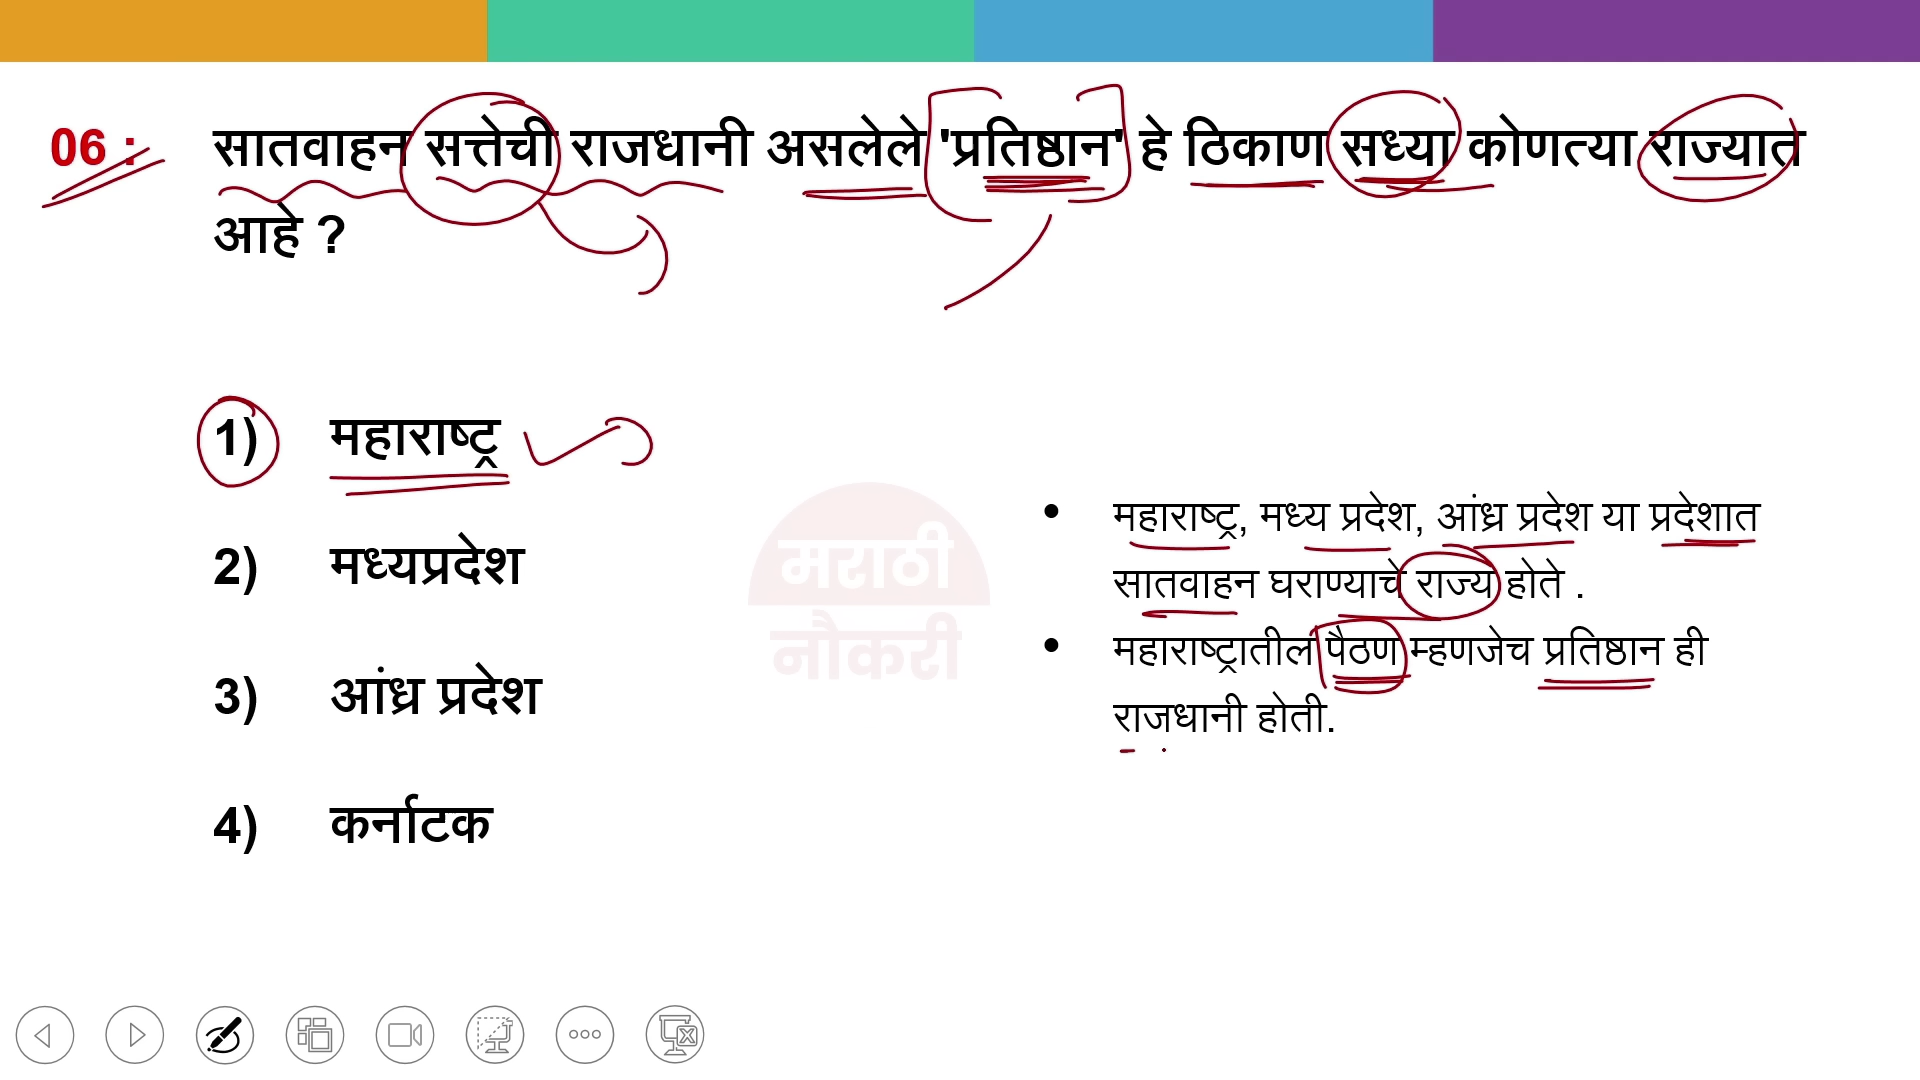 06 : सातवाहन सत्तेची राजधानी असलेले 'प्रतिष्ठान' हे ठिकाण सध्या कोणत्या राज्यात
आहे ?
1) महाराष्ट्र
2) मध्यप्रदेश
3) आंध्र प्रदेश
4) कर्नाटक
मराठी
नौकरी
• महाराष्ट्र, मध्य प्रदेश, आंध्र प्रदेश या प्रदेशात
सातवाहन घराण्याचे राज्य होते .
• महाराष्ट्रातील पैठण म्हणजेच प्रतिष्ठान ही
राजधानी होती.